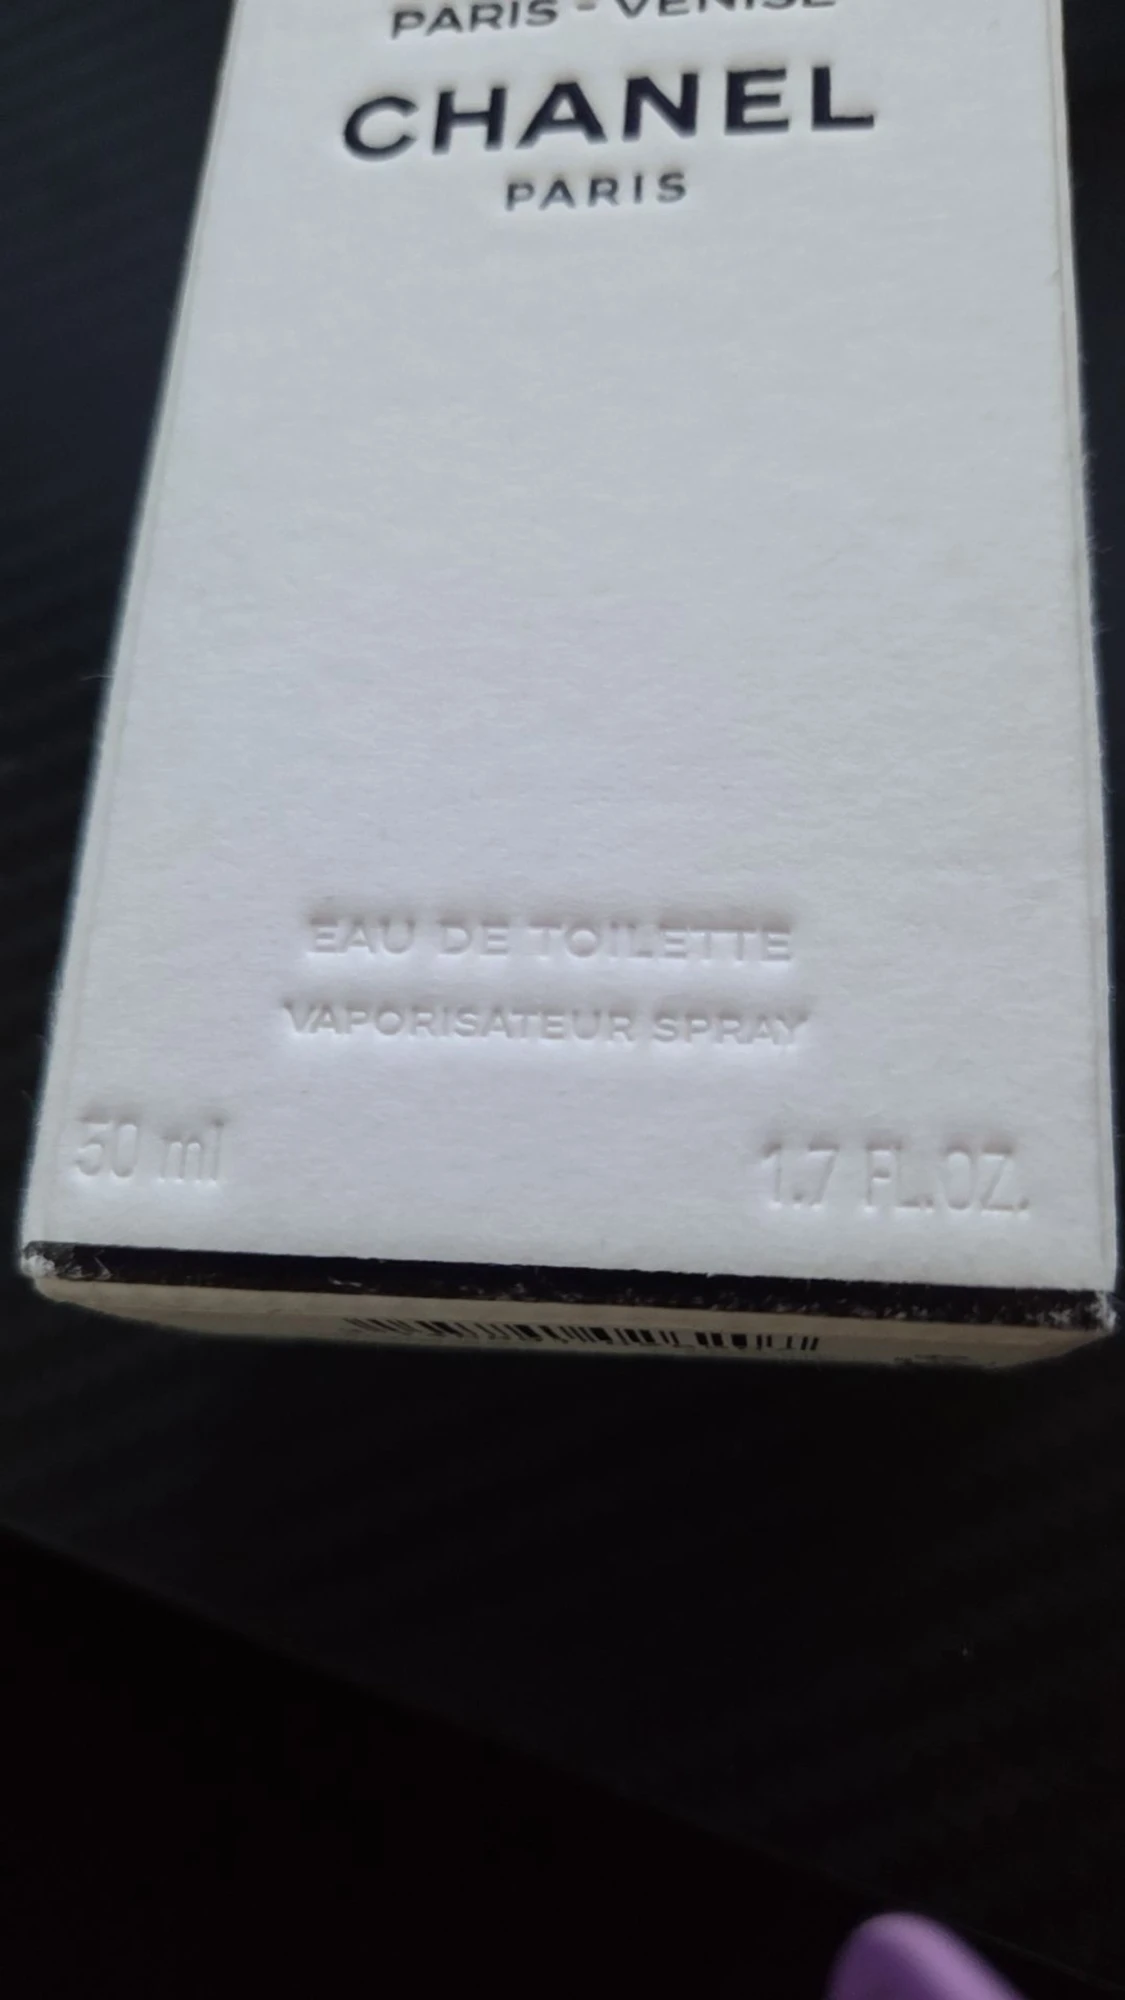 PARIS - VENISE
CHANEL
PARIS
EAU DE TOILETTE
VAPORISATEUR SPRAY
50 ml 1.7 FL.OZ.